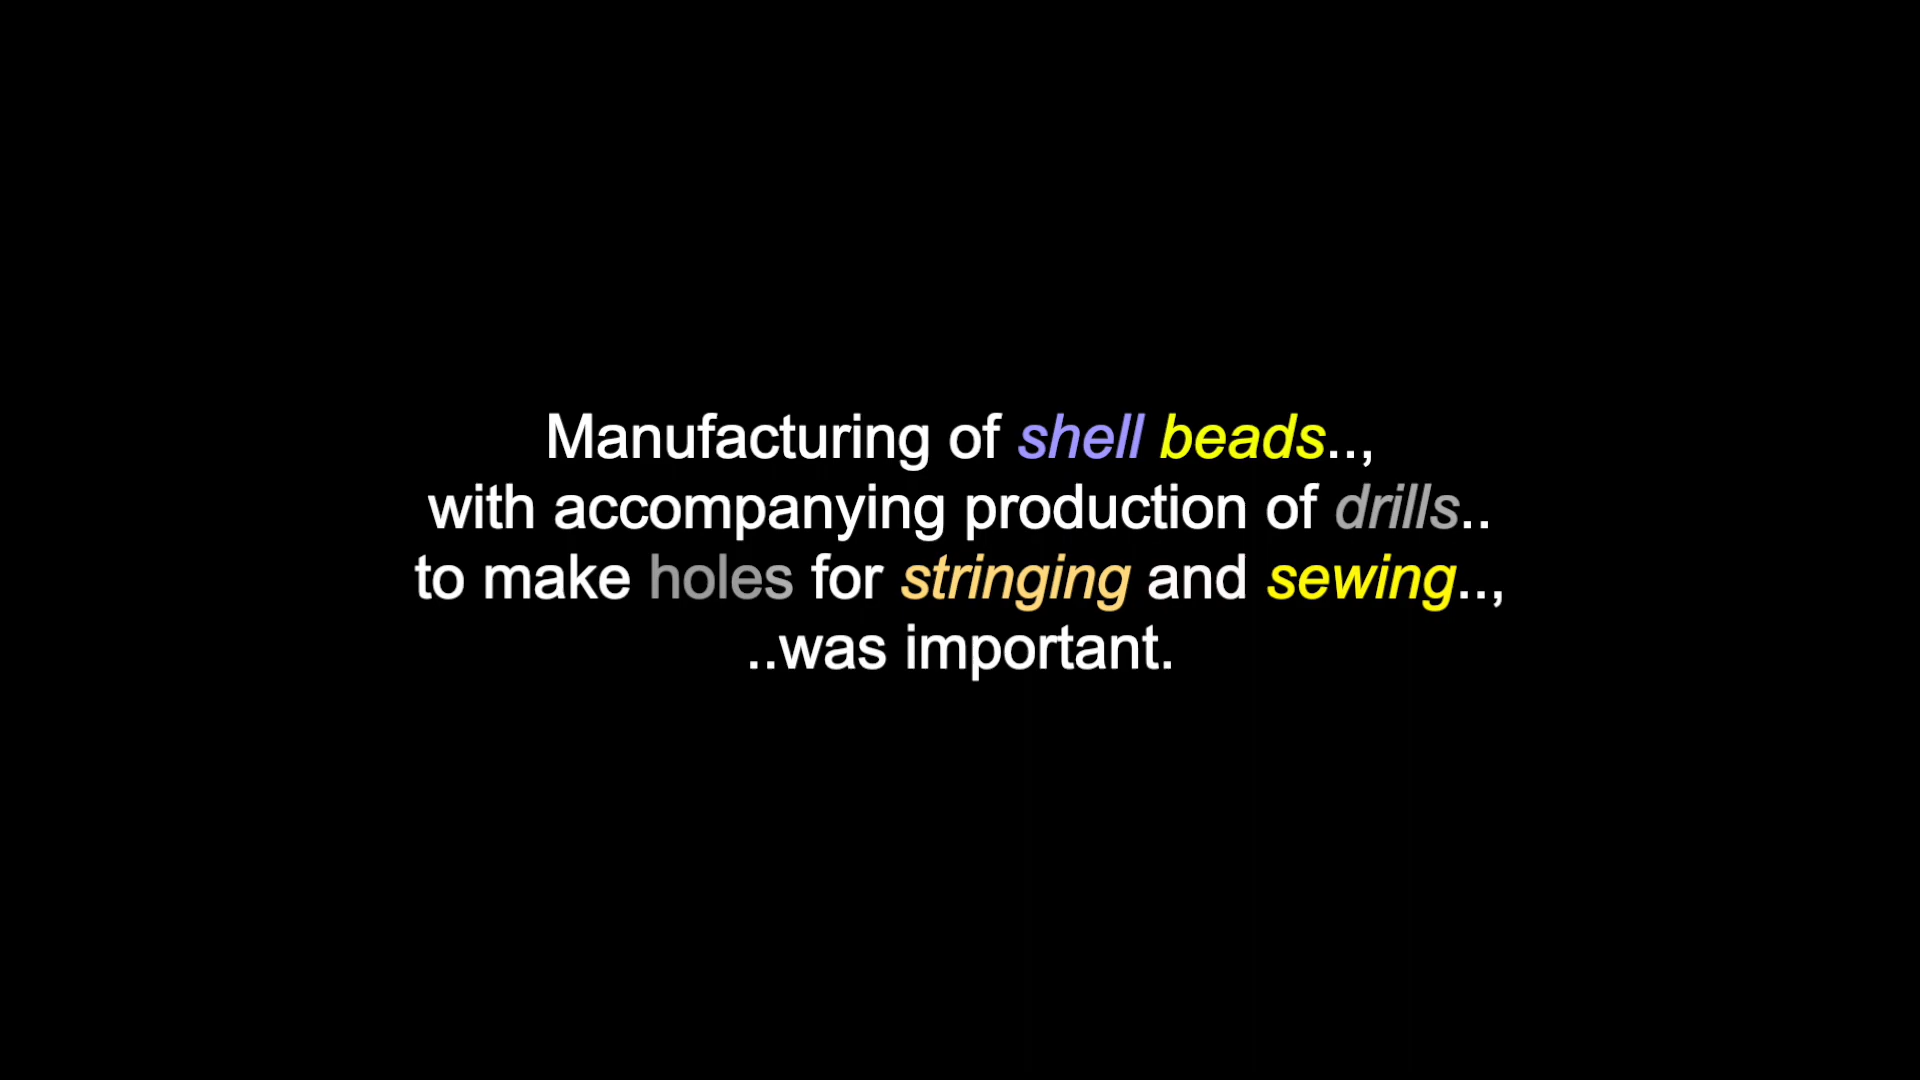 Manufacturing of shell beads..,
with accompanying production of drills..
to make holes for stringing and sewing..,
..was important.